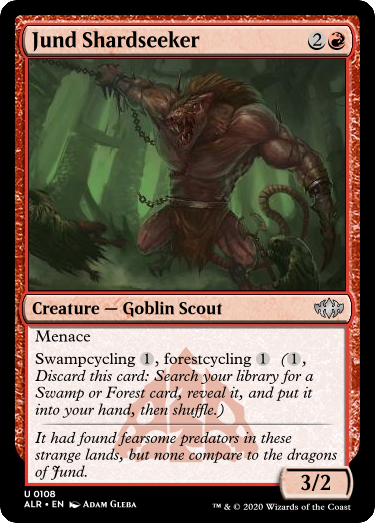 Jund Shardseeker 2
Creature — Goblin Scout
Menace
Swampcycling 1, forestcycling 1 (1,
Discard this card: Search your library for a
Swamp or Forest card, reveal it, and put it
into your hand, then shuffle.)
It had found fearsome predators in these
strange lands, but none compare to the dragons
of Jund.
3/2
U 0108
ALR • EN Adam Gleba
™ & © 2020 Wizards of the Coast